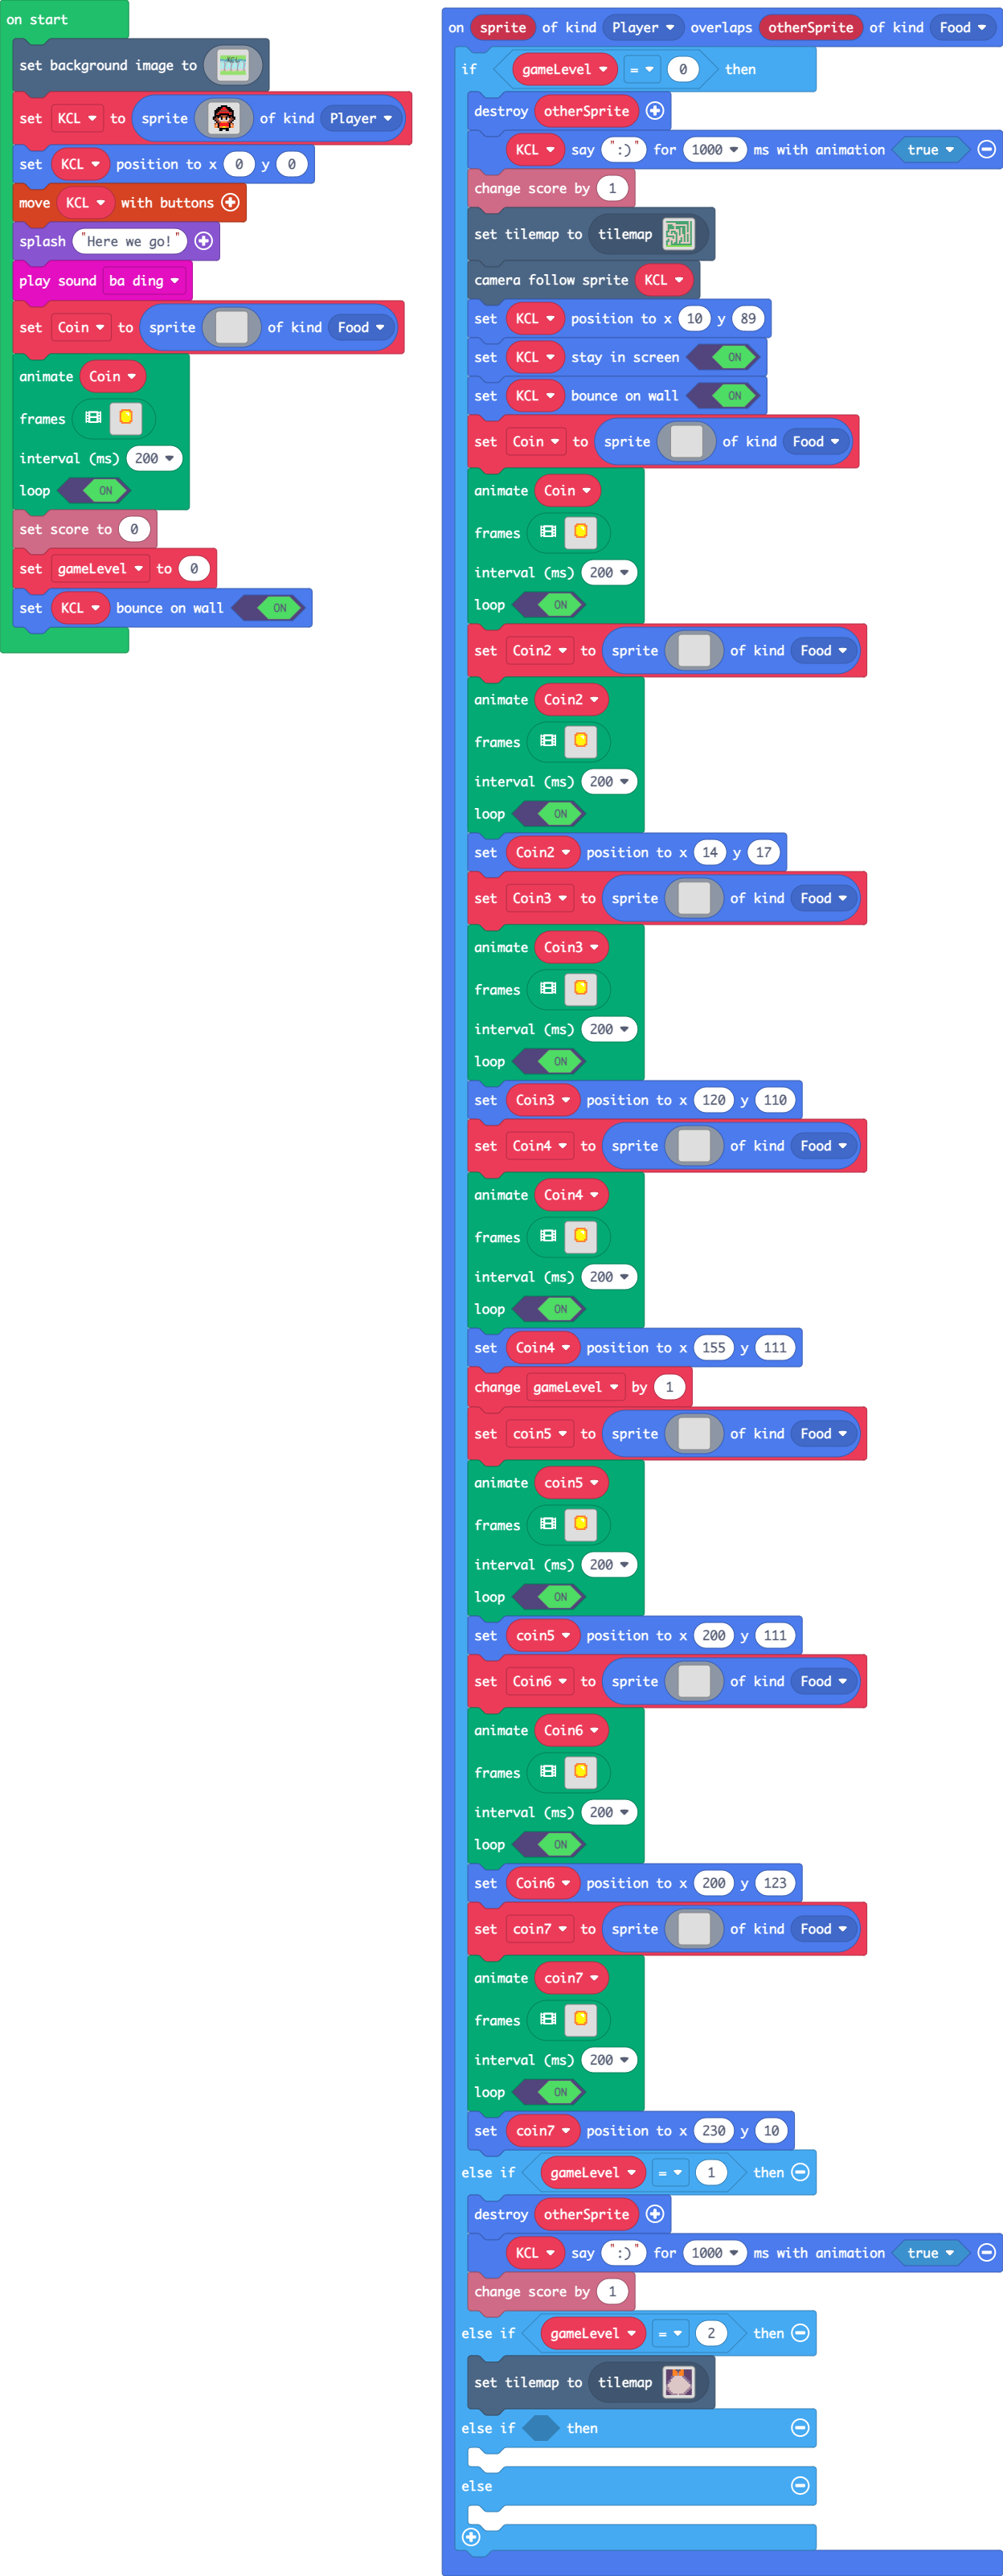 on start
set background image to
set KCL to sprite of kind Player
set KCL position to x 0 y 0
move KCL with buttons
splash "Here we go!"
play sound ba ding
set Coin to sprite of kind Food
animate Coin
frames
interval (ms) 200
loop ON
set score to 0
set gameLevel to 0
set KCL bounce on wall ON
on sprite of kind Player overlaps otherSprite of kind Food
if gameLevel = 0 then
destroy otherSprite
KCL say ":)" for 1000 ms with animation true
change score by 1
set tilemap to tilemap
camera follow sprite KCL
set KCL position to x 10 y 89
set KCL stay in screen ON
set KCL bounce on wall ON
set Coin to sprite of kind Food
animate Coin
frames
interval (ms) 200
loop ON
set Coin2 to sprite of kind Food
animate Coin2
frames
interval (ms) 200
loop ON
set Coin2 position to x 14 y 17
set Coin3 to sprite of kind Food
animate Coin3
frames
interval (ms) 200
loop ON
set Coin3 position to x 120 y 110
set Coin4 to sprite of kind Food
animate Coin4
frames
interval (ms) 200
loop ON
set Coin4 position to x 155 y 111
change gameLevel by 1
set coin5 to sprite of kind Food
animate coin5
frames
interval (ms) 200
loop ON
set coin5 position to x 200 y 111
set Coin6 to sprite of kind Food
animate Coin6
frames
interval (ms) 200
loop ON
set Coin6 position to x 200 y 123
set coin7 to sprite of kind Food
animate coin7
frames
interval (ms) 200
loop ON
set coin7 position to x 230 y 10
else if gameLevel = 1 then
destroy otherSprite
KCL say ":)" for 1000 ms with animation true
change score by 1
else if gameLevel = 2 then
set tilemap to tilemap
else if then
else